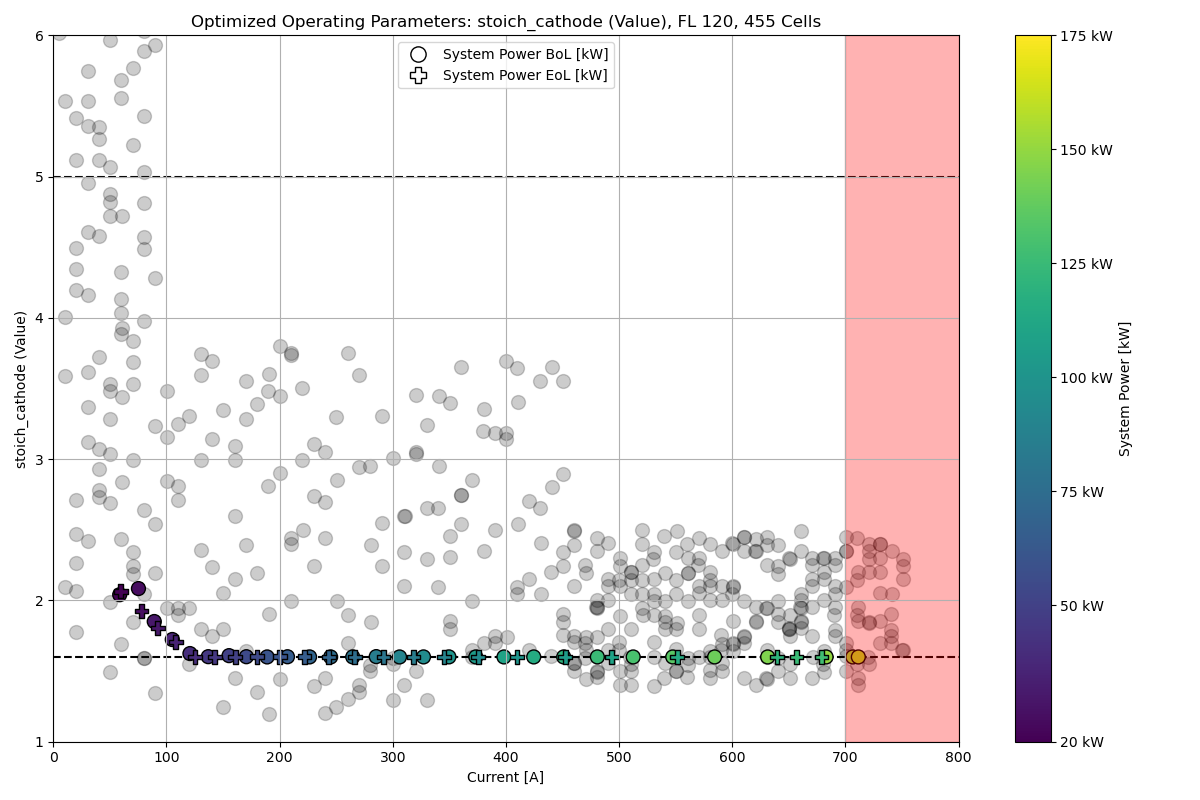 Optimized Operating Parameters: stoich_cathode (Value), FL 120, 455 Cells
System Power BoL [kW]
System Power EoL [kW]
stoich_cathode (Value)
6
5
4
3
2
1
0
100
200
300
400
500
600
700
800
Current [A]
175 kW
150 kW
125 kW
100 kW
75 kW
50 kW
20 kW
System Power [kW]